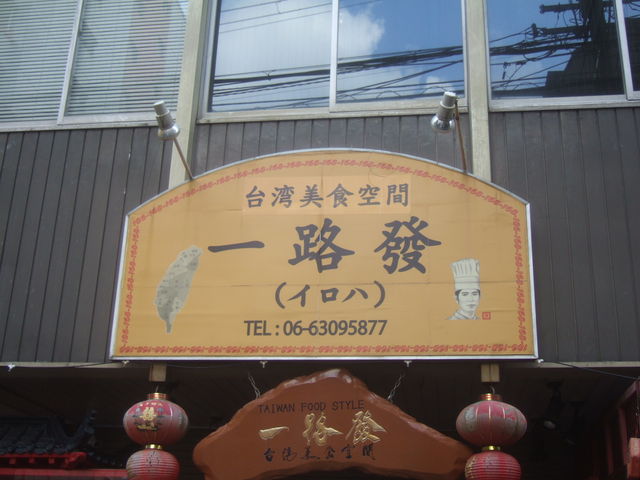 台湾美食空間
一路發
(イロハ)
TEL : 06-63095877
TAIWAN FOOD STYLE
一路發
台湾美食空間